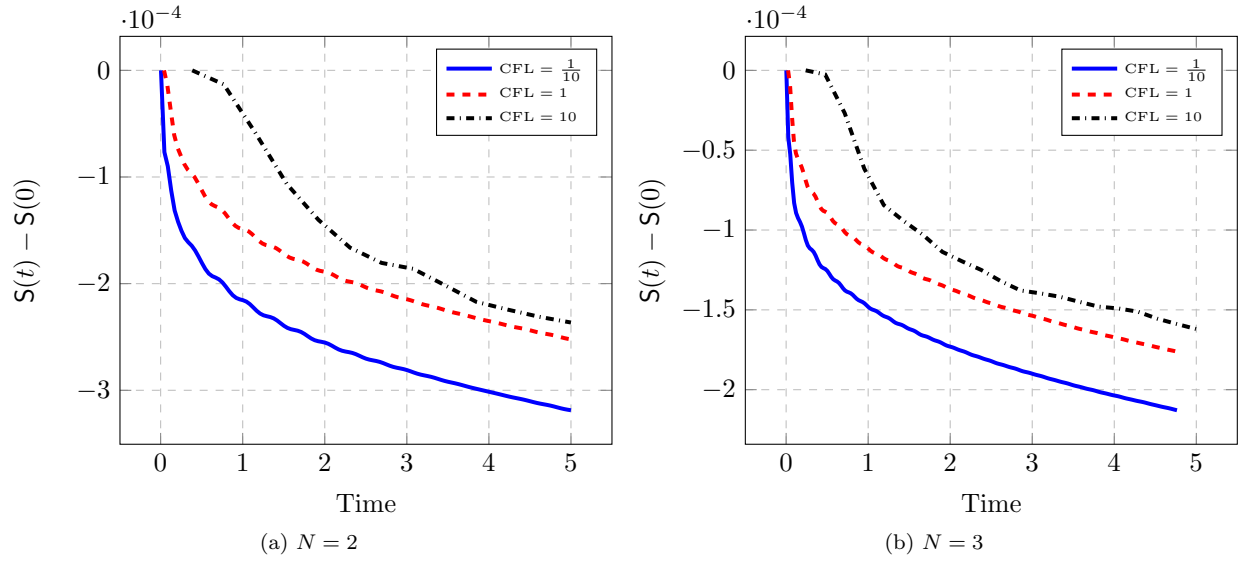 ·10⁻⁴
0
−1
−2
−3
S(t) − S(0)
0 1 2 3 4 5
Time
CFL = 1/10
CFL = 1
CFL = 10
(a) N = 2
·10⁻⁴
0
−0.5
−1
−1.5
−2
S(t) − S(0)
0 1 2 3 4 5
Time
CFL = 1/10
CFL = 1
CFL = 10
(b) N = 3